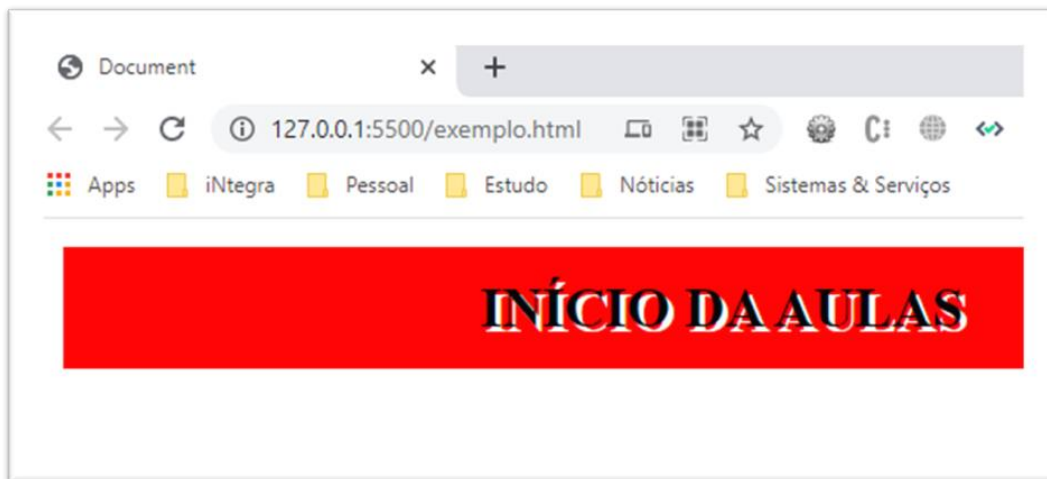 Document
127.0.0.1:5500/exemplo.html
Apps iNtegra Pessoal Estudo Nóticias Sistemas & Serviços
INÍCIO DA AULAS